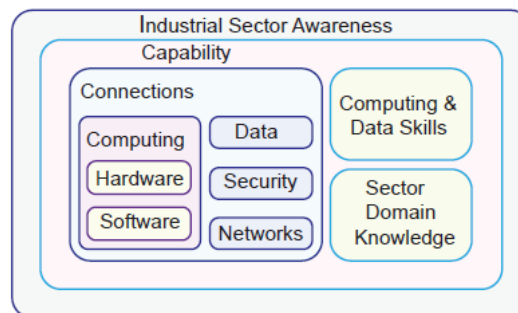 Industrial Sector Awareness
Capability
Connections
Computing
Hardware
Software
Data
Security
Networks
Computing &
Data Skills
Sector
Domain
Knowledge